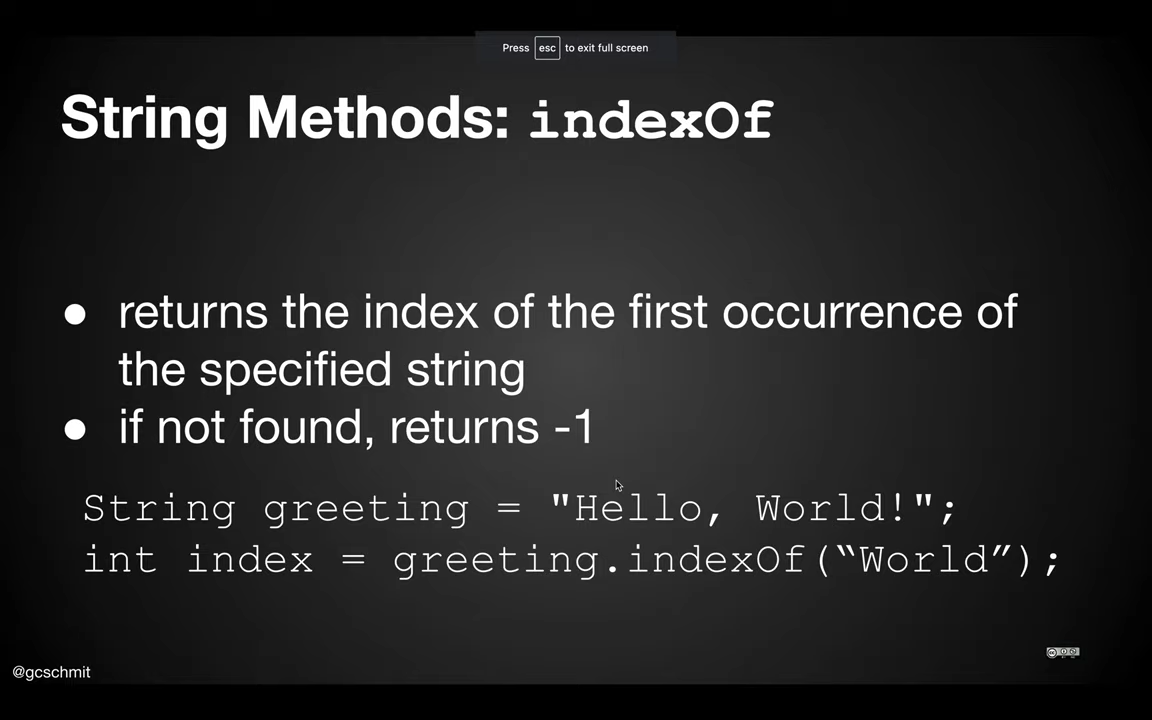 Press esc to exit full screen
String Methods: indexOf
● returns the index of the first occurrence of
the specified string
● if not found, returns -1
String greeting = "Hello, World!";
int index = greeting.indexOf(“World”);
@gcschmit